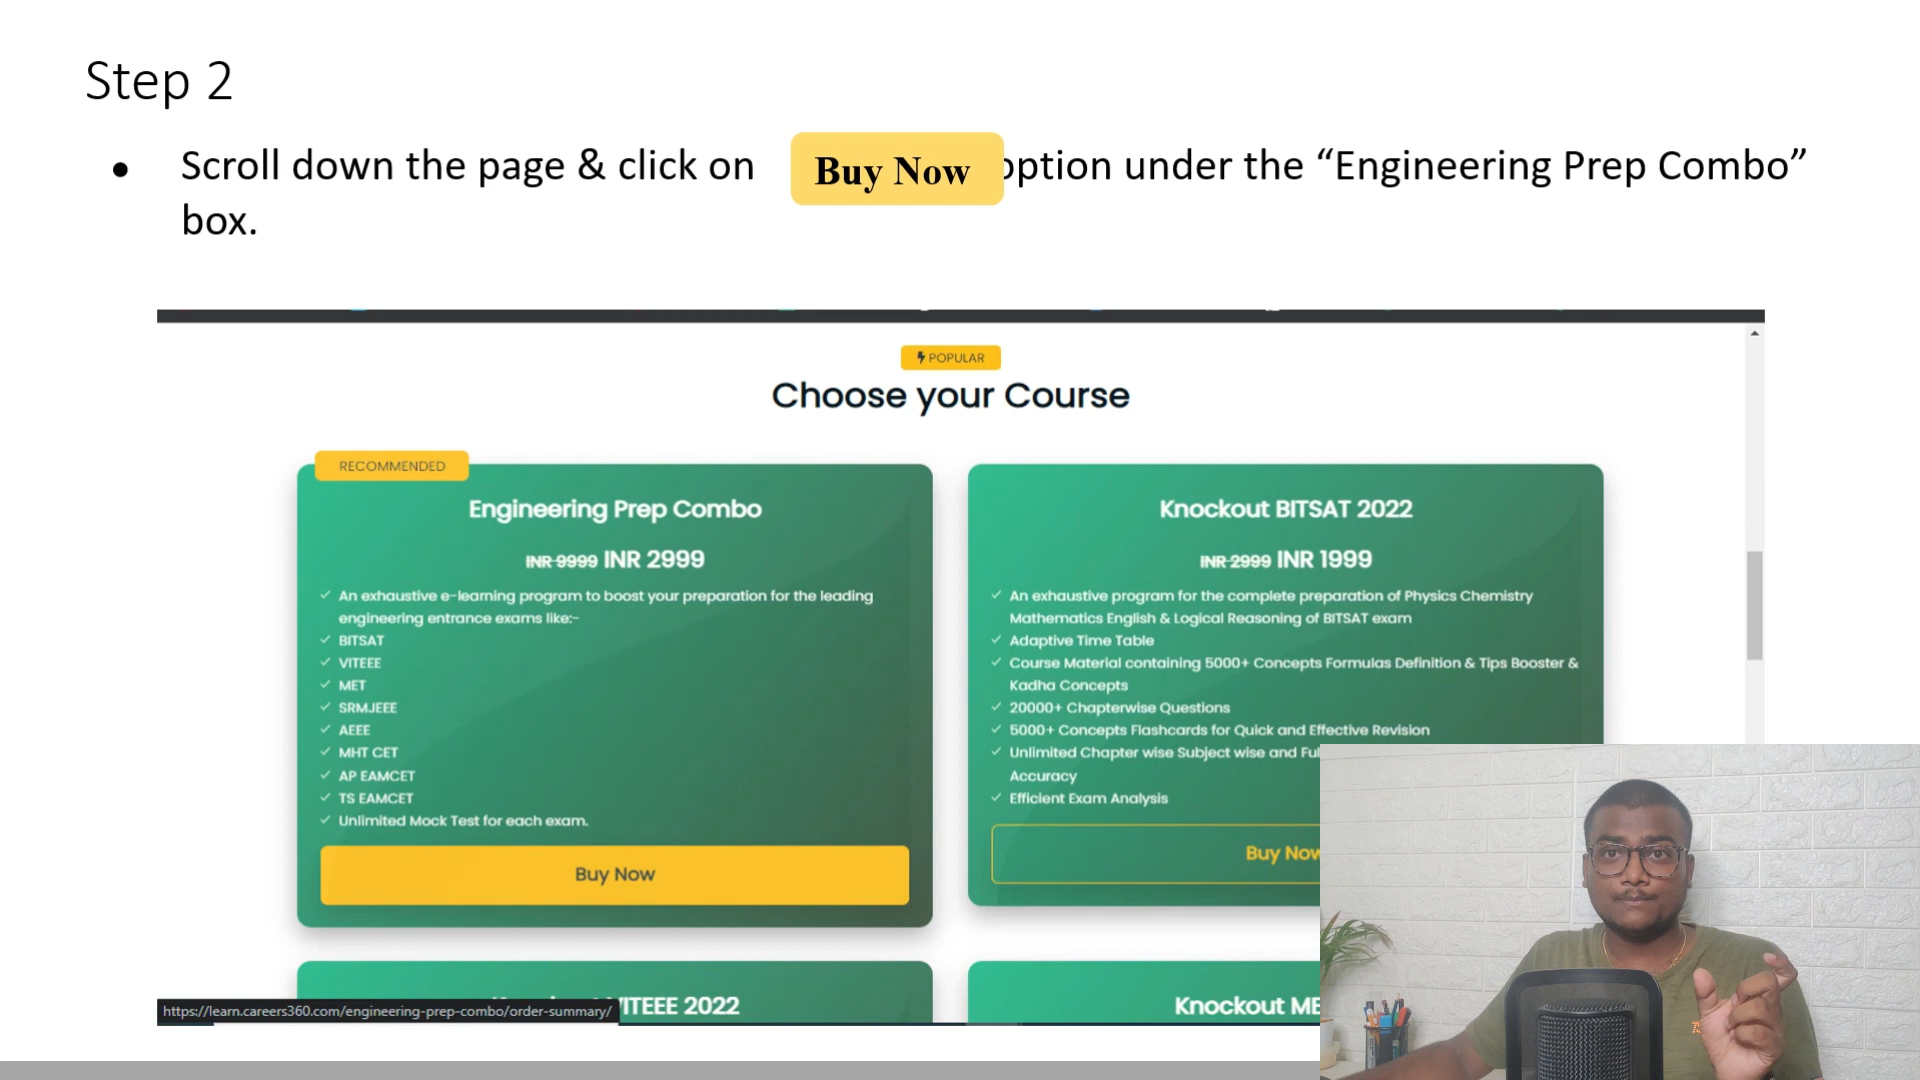 Step 2
● Scroll down the page & click on Buy Now option under the “Engineering Prep Combo”
box.
POPULAR
Choose your Course
RECOMMENDED
Engineering Prep Combo
INR 9999 INR 2999
An exhaustive e-learning program to boost your preparation for the leading
engineering entrance exams like:-
BITSAT
VITEEE
MET
SRMJEEE
AEEE
MHT CET
AP EAMCET
TS EAMCET
Unlimited Mock Test for each exam.
Buy Now
Knockout BITSAT 2022
INR 2999 INR 1999
An exhaustive program for the complete preparation of Physics Chemistry
Mathematics English & Logical Reasoning of BITSAT exam
Adaptive Time Table
Course Material containing 5000+ Concepts Formulas Definition & Tips Booster &
Kadha Concepts
20000+ Chapterwise Questions
5000+ Concepts Flashcards for Quick and Effective Revision
Unlimited Chapter wise Subject wise and
Accuracy
Efficient Exam Analysis
Buy Now
VITEEE 2022
Knockout
https://learn.careers360.com/engineering-prep-combo/order-summary/